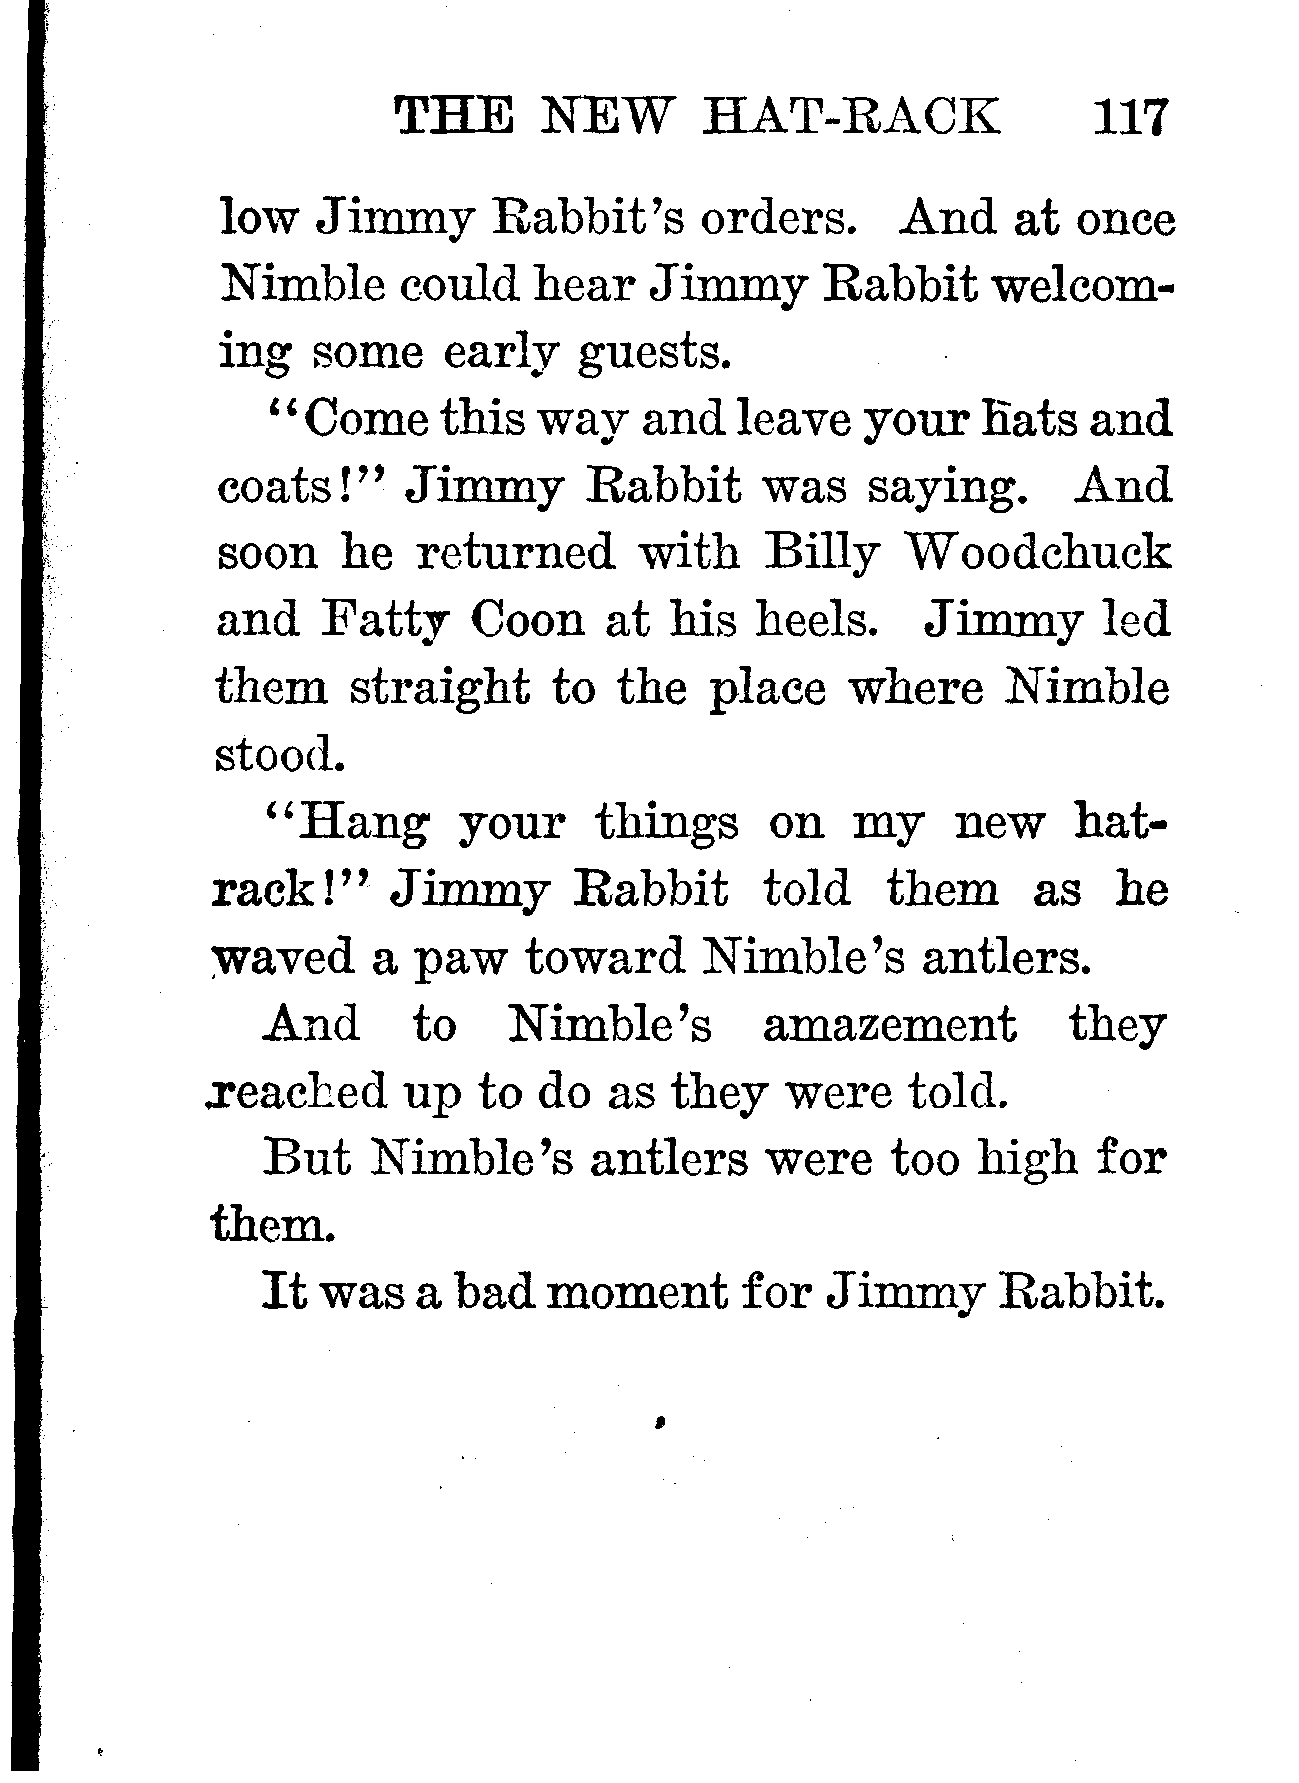 THE NEW HAT-RACK 117
low Jimmy Rabbit's orders. And at once
Nimble could hear Jimmy Rabbit welcom-
ing some early guests.
"Come this way and leave your hats and
coats!" Jimmy Rabbit was saying. And
soon he returned with Billy Woodchuck
and Fatty Coon at his heels. Jimmy led
them straight to the place where Nimble
stood.
"Hang your things on my new hat-
rack!" Jimmy Rabbit told them as he
waved a paw toward Nimble's antlers.
And to Nimble's amazement they
reached up to do as they were told.
But Nimble's antlers were too high for
them.
It was a bad moment for Jimmy Rabbit.